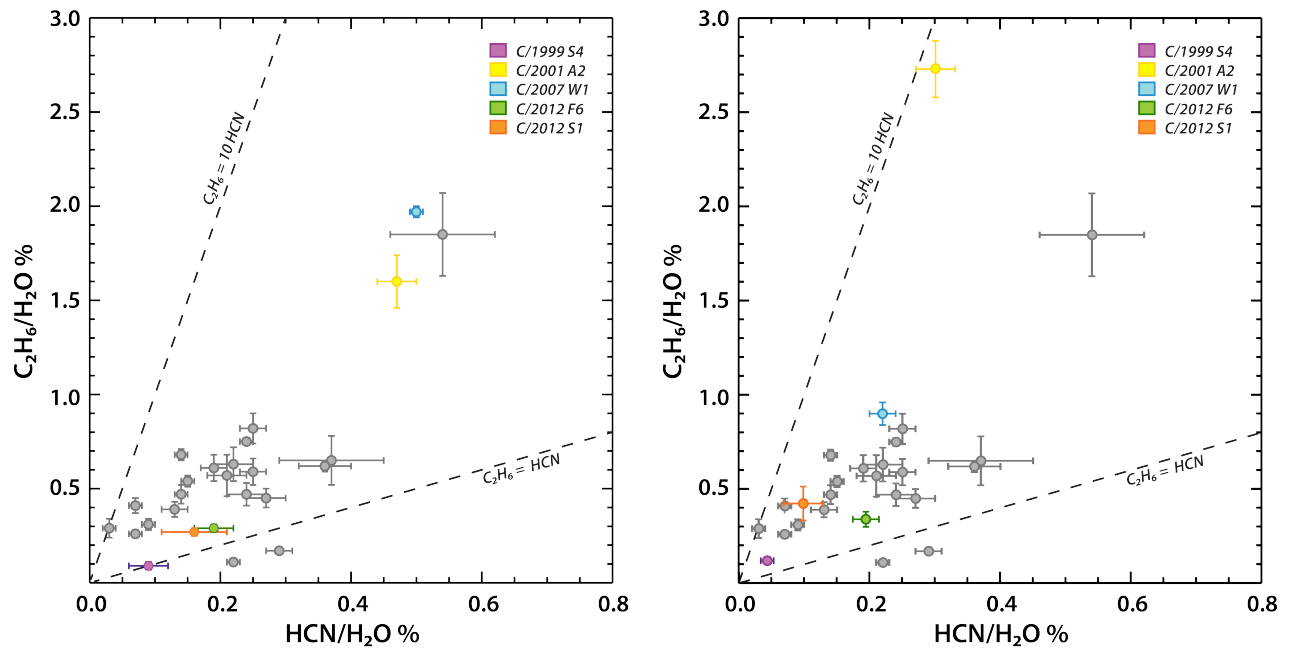 3.0
2.5
2.0
1.5
1.0
0.5
0.0
0.2
0.4
0.6
0.8
C₂H₆/H₂O %
HCN/H₂O %
C₂H₆ = 10 HCN
C₂H₆ = HCN
C/1999 S4
C/2001 A2
C/2007 W1
C/2012 F6
C/2012 S1
3.0
2.5
2.0
1.5
1.0
0.5
0.0
0.2
0.4
0.6
0.8
C₂H₆/H₂O %
HCN/H₂O %
C₂H₆ = 10 HCN
C₂H₆ = HCN
C/1999 S4
C/2001 A2
C/2007 W1
C/2012 F6
C/2012 S1